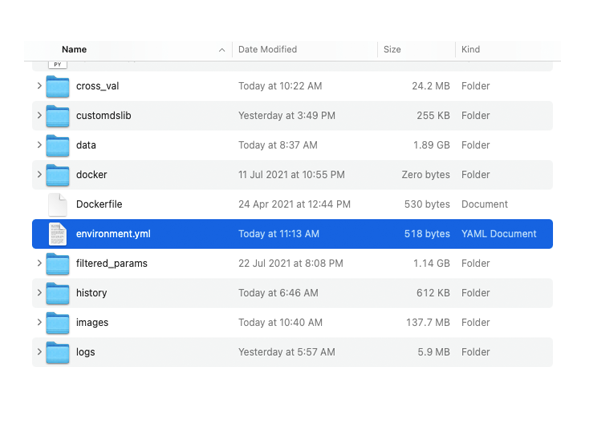 Name Date Modified Size Kind
PY
cross_val Today at 10:22 AM 24.2 MB Folder
customdslib Yesterday at 3:49 PM 255 KB Folder
data Today at 8:37 AM 1.89 GB Folder
docker 11 Jul 2021 at 10:55 PM Zero bytes Folder
Dockerfile 24 Apr 2021 at 12:44 PM 530 bytes Document
environment.yml Today at 11:13 AM 518 bytes YAML Document
filtered_params 22 Jul 2021 at 8:08 PM 1.14 GB Folder
history Today at 6:46 AM 612 KB Folder
images Today at 10:40 AM 137.7 MB Folder
logs Yesterday at 5:57 AM 5.9 MB Folder